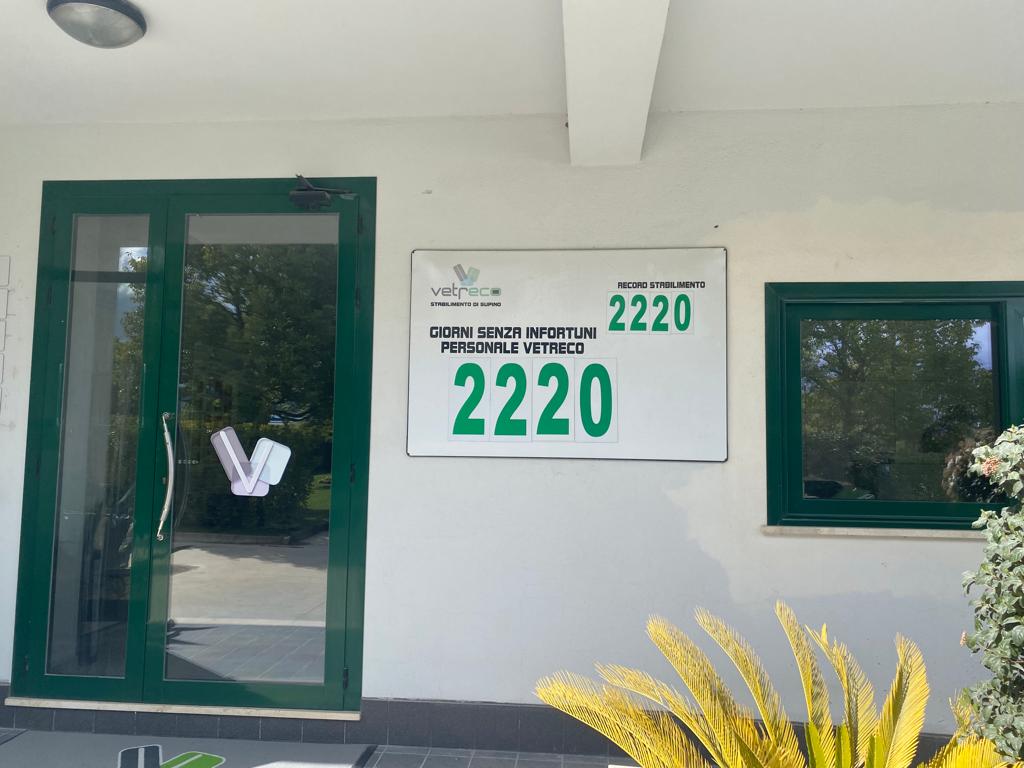 vetreco
STABILIMENTO DI SUPINO
RECORD STABILIMENTO
2220
GIORNI SENZA INFORTUNI
PERSONALE VETRECO
2220